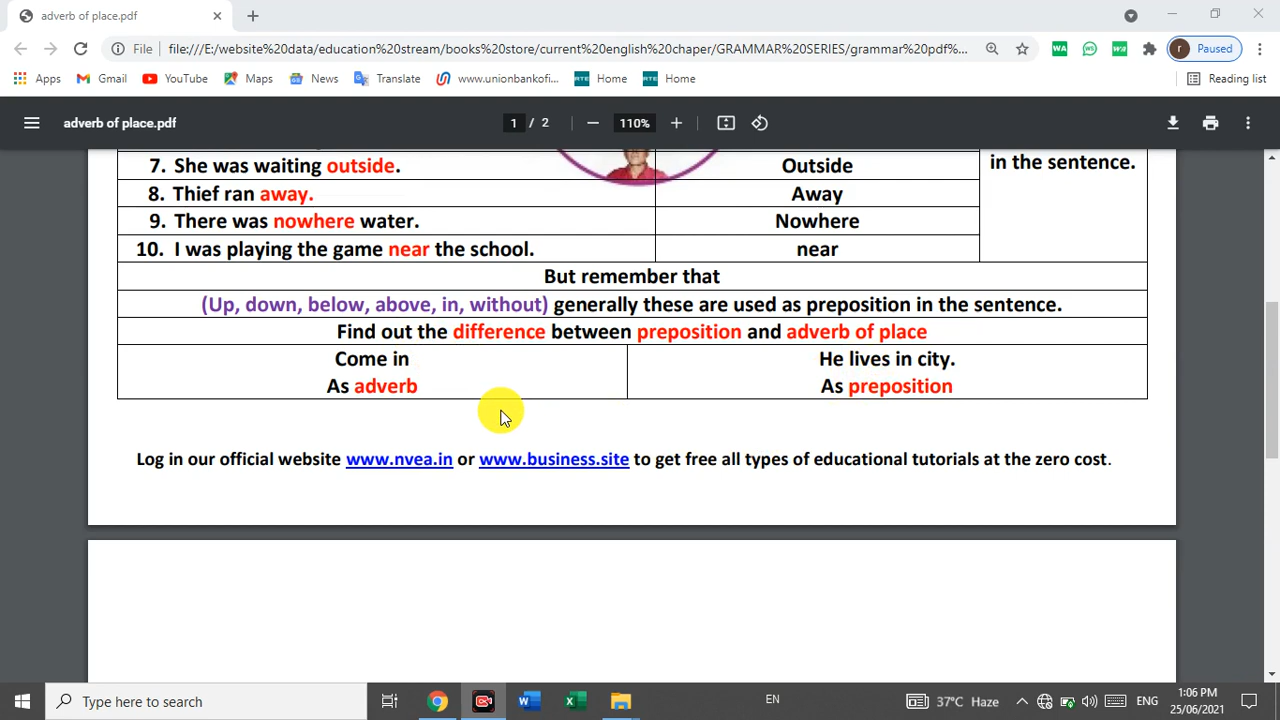 adverb of place.pdf
File file:///E:/website%20data/education%20stream/books%20store/current%20english%20chaper/GRAMMAR%20SERIES/grammar%20pdf%...
r Paused
Apps Gmail YouTube Maps News Translate www.unionbankofi... Home Home Reading list
adverb of place.pdf 1 / 2 110%
7. She was waiting outside. Outside in the sentence.
8. Thief ran away. Away
9. There was nowhere water. Nowhere
10. I was playing the game near the school. near
But remember that
(Up, down, below, above, in, without) generally these are used as preposition in the sentence.
Find out the difference between preposition and adverb of place
Come in He lives in city.
As adverb As preposition
Log in our official website www.nvea.in or www.business.site to get free all types of educational tutorials at the zero cost.
Type here to search EN 37°C Haze ENG 1:06 PM
25/06/2021